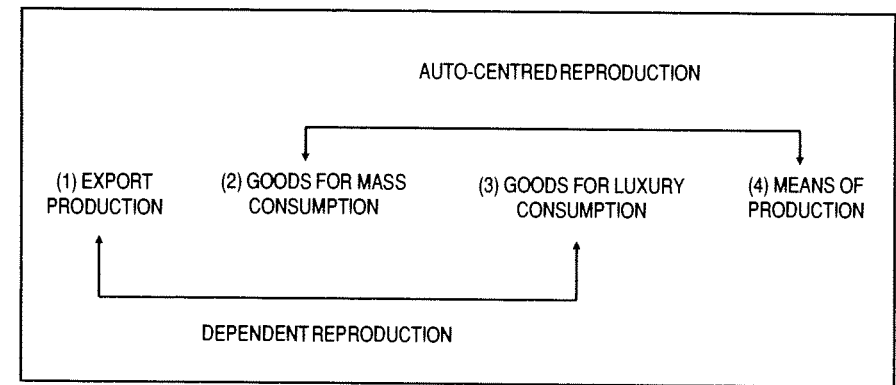 AUTO-CENTRED REPRODUCTION
(1) EXPORT
PRODUCTION
(2) GOODS FOR MASS
CONSUMPTION
(3) GOODS FOR LUXURY
CONSUMPTION
(4) MEANS OF
PRODUCTION
DEPENDENT REPRODUCTION